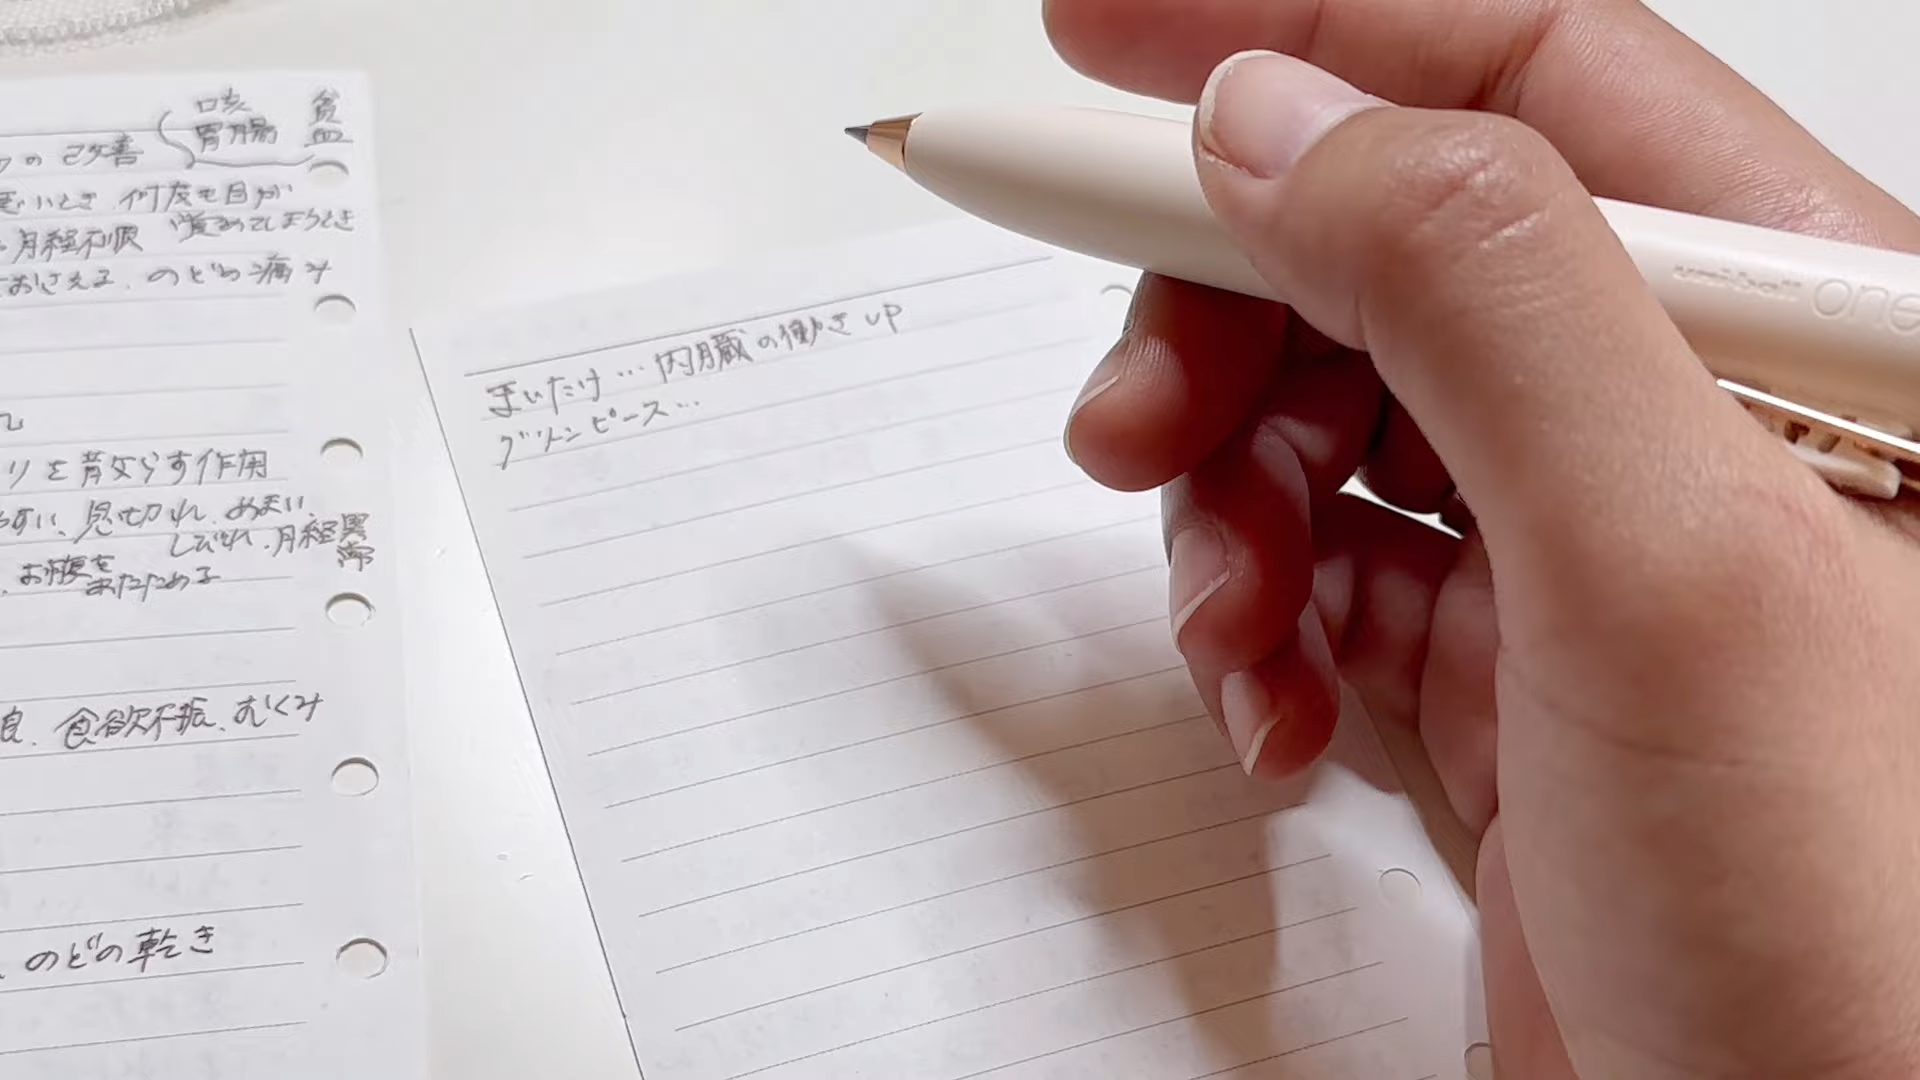 の改善
咳
胃腸
貧血
いとき、何度も目が
覚めてしまうとき
月経不順
おさえる、のどの痛み
て
りを散らす作用
やすい、息切れ、めまい、
しびれ、月経異常
お腹を
あたためる
食欲不振、むくみ
のどの乾き
まいたけ…内臓の働きUP
グリンピース…
uni-ball one